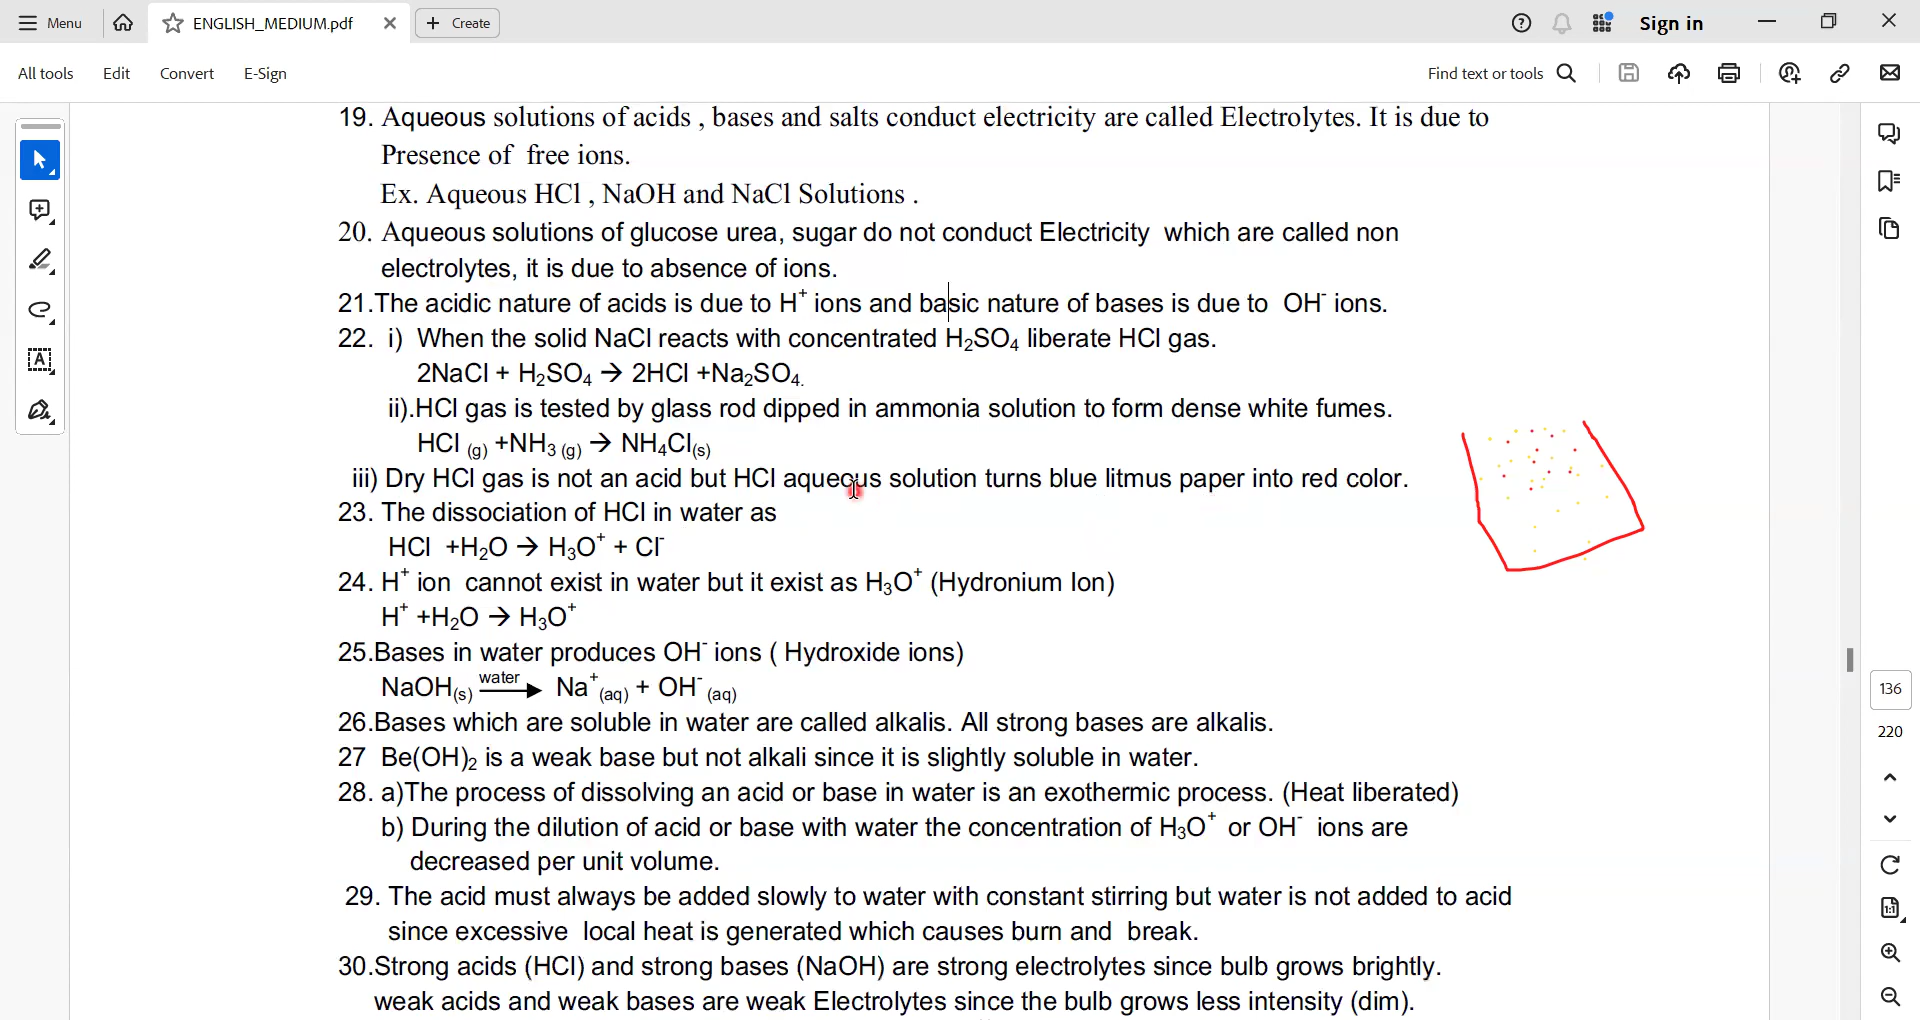 Menu
ENGLISH_MEDIUM.pdf
Create
Sign in
All tools
Edit
Convert
E-Sign
Find text or tools
19. Aqueous solutions of acids , bases and salts conduct electricity are called Electrolytes. It is due to
Presence of free ions.
Ex. Aqueous HCl , NaOH and NaCl Solutions .
20. Aqueous solutions of glucose urea, sugar do not conduct Electricity which are called non
electrolytes, it is due to absence of ions.
21.The acidic nature of acids is due to H⁺ ions and basic nature of bases is due to OH⁻ ions.
22. i) When the solid NaCl reacts with concentrated H₂SO₄ liberate HCl gas.
2NaCl + H₂SO₄ → 2HCl +Na₂SO₄.
ii).HCl gas is tested by glass rod dipped in ammonia solution to form dense white fumes.
HCl (g) +NH₃ (g) → NH₄Cl(s)
iii) Dry HCl gas is not an acid but HCl aqueous solution turns blue litmus paper into red color.
23. The dissociation of HCl in water as
HCl +H₂O → H₃O⁺ + Cl⁻
24. H⁺ ion cannot exist in water but it exist as H₃O⁺ (Hydronium Ion)
H⁺ +H₂O → H₃O⁺
25.Bases in water produces OH⁻ ions ( Hydroxide ions)
NaOH(s) water → Na⁺(aq) + OH⁻(aq)
26.Bases which are soluble in water are called alkalis. All strong bases are alkalis.
27 Be(OH)₂ is a weak base but not alkali since it is slightly soluble in water.
28. a)The process of dissolving an acid or base in water is an exothermic process. (Heat liberated)
b) During the dilution of acid or base with water the concentration of H₃O⁺ or OH⁻ ions are
decreased per unit volume.
29. The acid must always be added slowly to water with constant stirring but water is not added to acid
since excessive local heat is generated which causes burn and break.
30.Strong acids (HCl) and strong bases (NaOH) are strong electrolytes since bulb grows brightly.
weak acids and weak bases are weak Electrolytes since the bulb grows less intensity (dim).
136
220
1:1